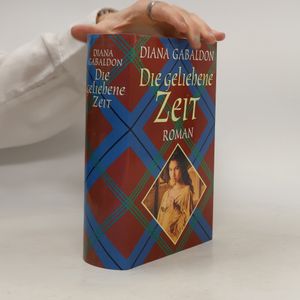 DIANA
GABALDON
Die
geliehene
Zeit
DIANA GABALDON
Die geliehene
Zeit
ROMAN